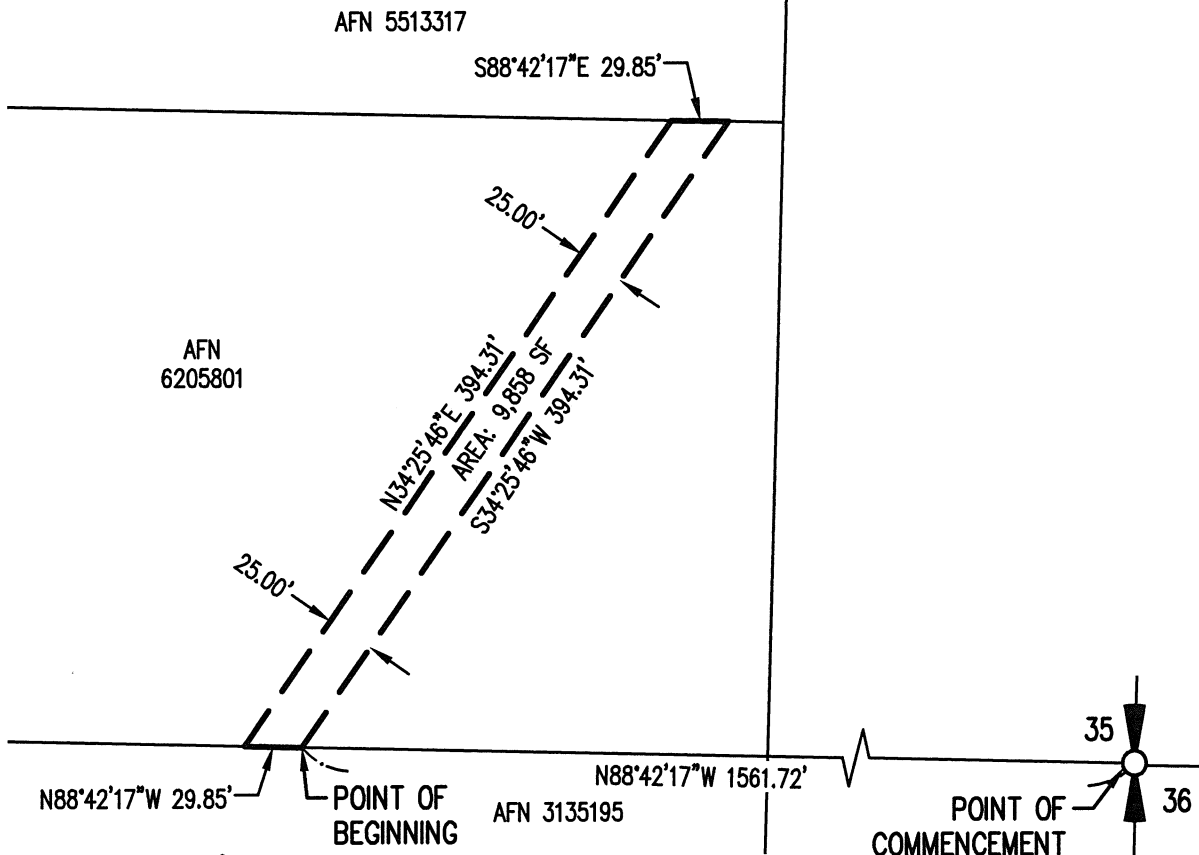 AFN 5513317
S88°42'17"E 29.85'
25.00'
AFN
6205801
N34°25'46"E 394.31'
AREA: 9,858 SF
S34°25'46"W 394.31'
25.00'
35
N88°42'17"W 1561.72'
N88°42'17"W 29.85'
POINT OF
BEGINNING
AFN 3135195
POINT OF
COMMENCEMENT
36